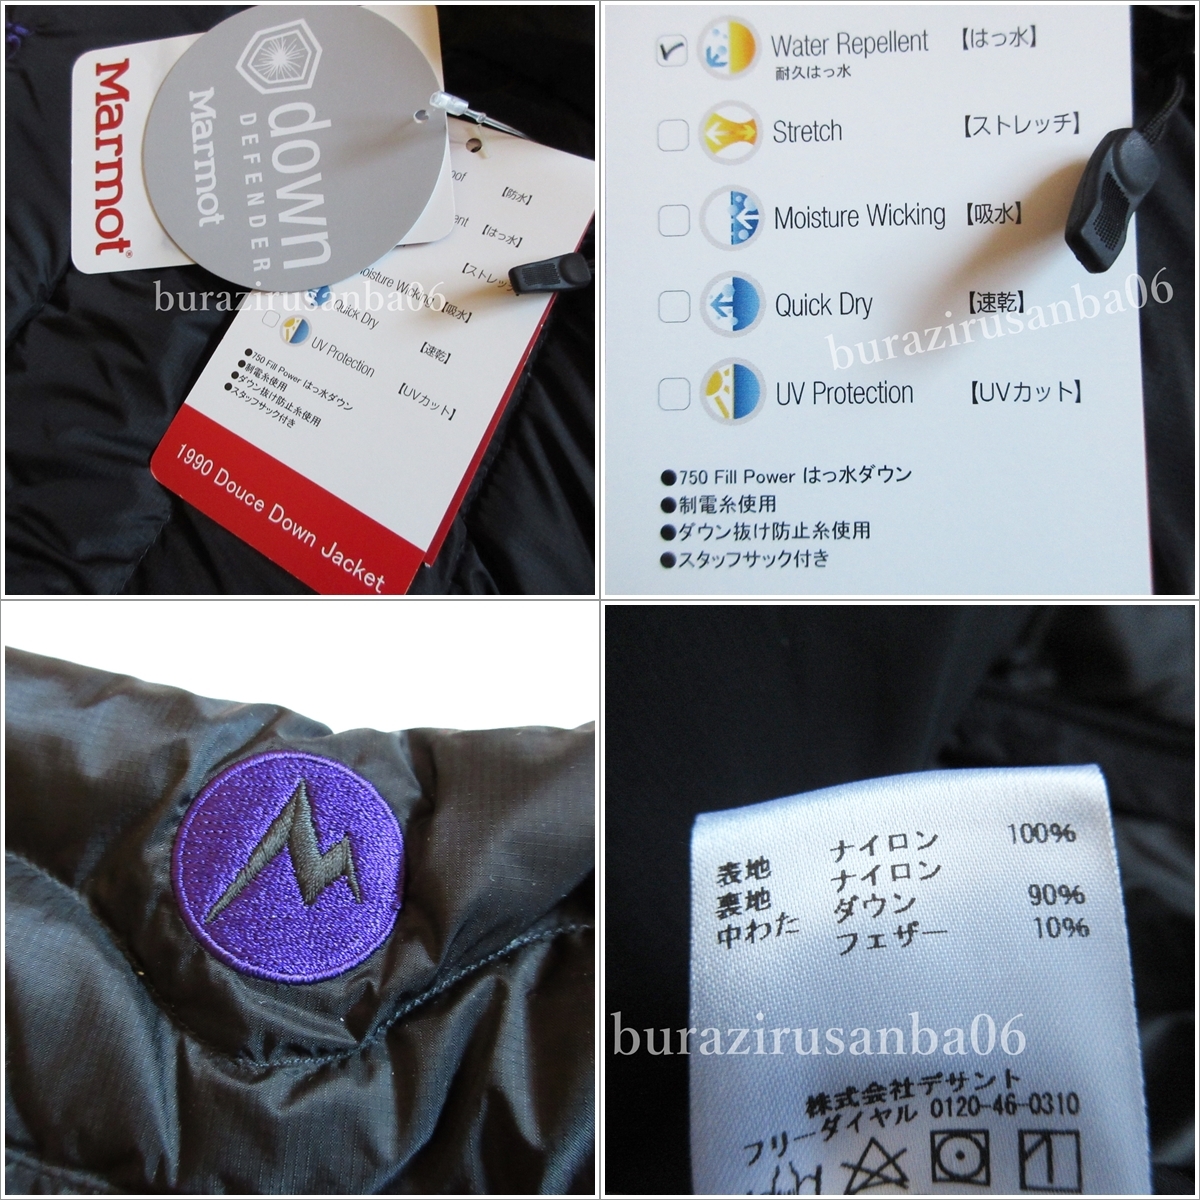 Marmot®
down
DEFENDER
Marmot
oof 【防水】
ent 【はっ水】
【ストレッチ
Moisture Wicking 【吸水】
Quick Dry 【速乾】
UV Protection 【UVカット】
●750 Fill Power はっ水ダウン
●制電糸使用
●ダウン抜け防止糸使用
●スタッフサック付き
1990 Douce Down Jacket
burazirusanba06
Water Repellent 【はっ水】
耐久はっ水
Stretch 【ストレッチ】
Moisture Wicking 【吸水】
Quick Dry 【速乾】
UV Protection 【UVカット】
●750 Fill Power はっ水ダウン
●制電糸使用
●ダウン抜け防止糸使用
●スタッフサック付き
burazirusanba06
表地 ナイロン 100%
裏地 ナイロン
中わた ダウン 90%
フェザー 10%
burazirusanba06
株式会社デサント
フリーダイヤル 0120-46-0310